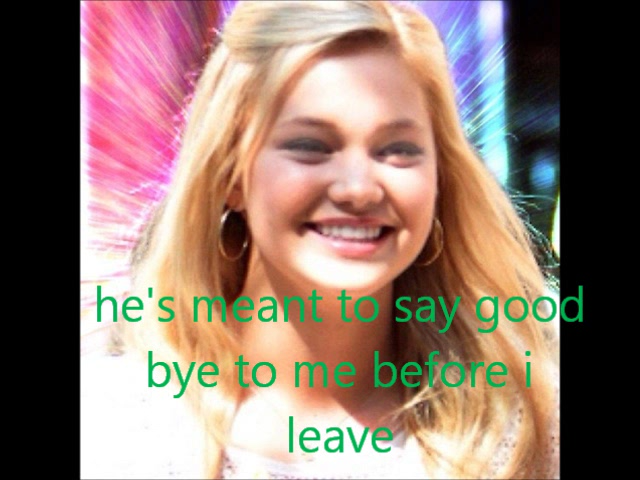 he's meant to say good
bye to me before i
leave